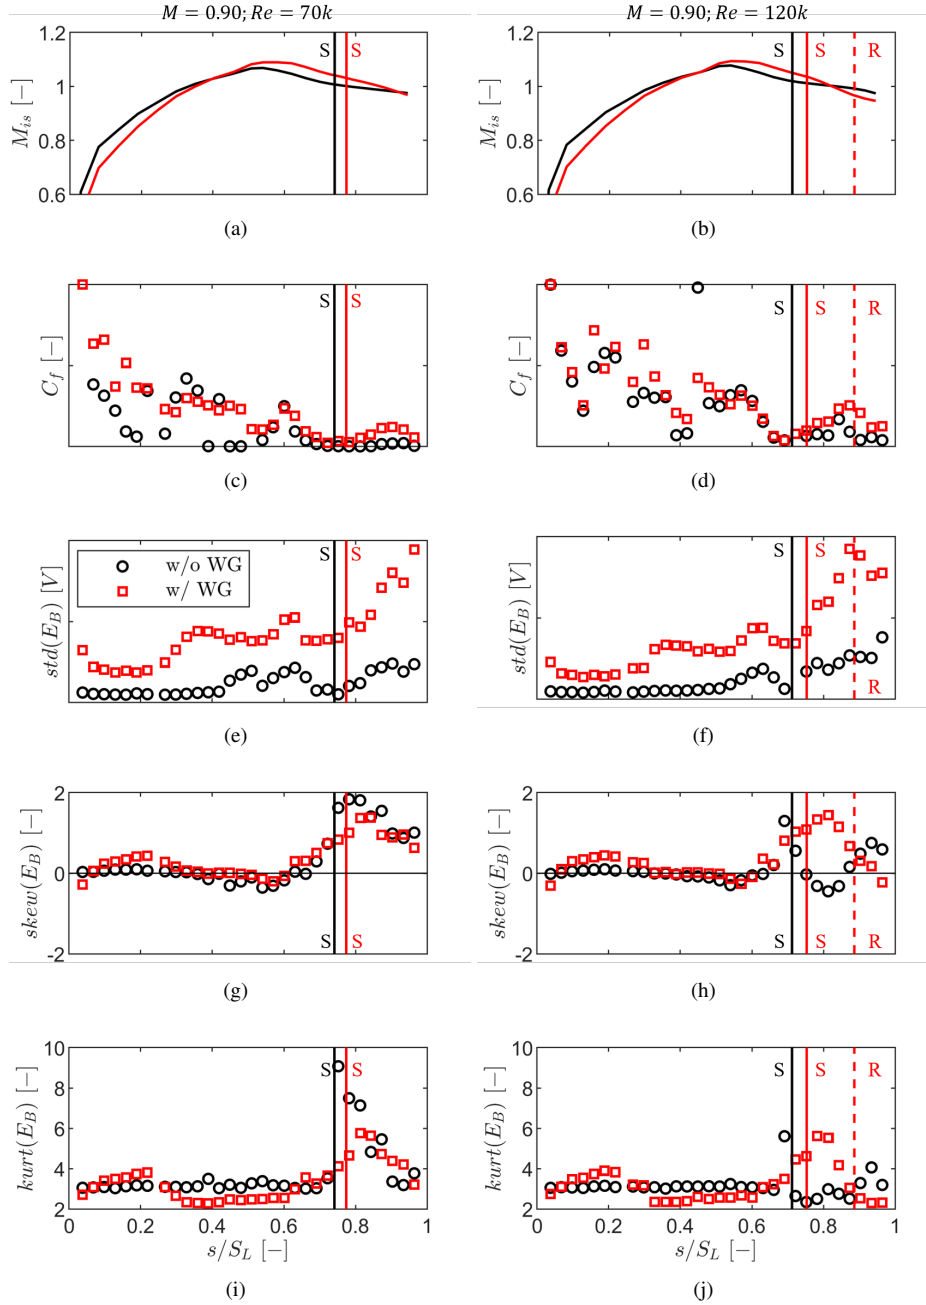 M = 0.90; Re = 70k
M = 0.90; Re = 120k
1.2
1
0.8
0.6
M_is [−]
S
S
(a)
1.2
1
0.8
0.6
M_is [−]
S
S
R
(b)
C_f [−]
S
S
(c)
C_f [−]
S
S
R
(d)
std(E_B) [V]
w/o WG
w/ WG
S
S
(e)
std(E_B) [V]
S
S
R
R
(f)
2
0
-2
skew(E_B) [−]
S
S
S
S
(g)
2
0
-2
skew(E_B) [−]
S
S
R
(h)
10
8
6
4
2
kurt(E_B) [−]
S
S
0
0.2
0.4
0.6
0.8
1
s/S_L [−]
(i)
10
8
6
4
2
kurt(E_B) [−]
S
S
R
0
0.2
0.4
0.6
0.8
1
s/S_L [−]
(j)